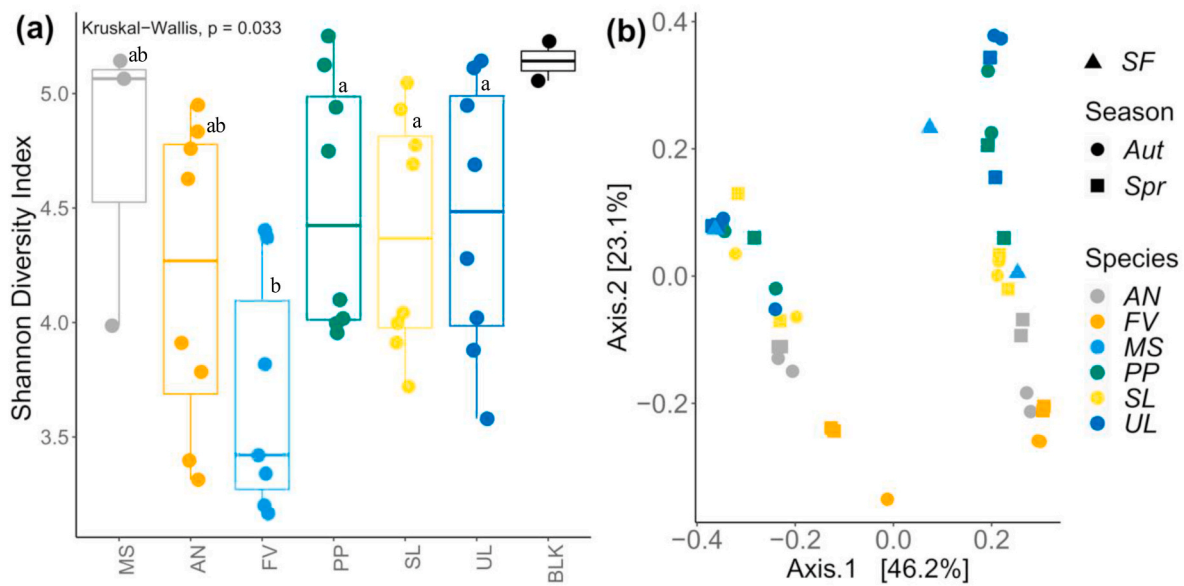 (a)
Kruskal−Wallis, p = 0.033
ab
ab
b
a
a
a
Shannon Diversity Index
5.0
4.5
4.0
3.5
MS
AN
FV
PP
SL
UL
BLK
(b)
0.4
0.2
0.0
−0.2
−0.4
−0.4
−0.2
0.0
0.2
Axis.2 [23.1%]
Axis.1 [46.2%]
SF
Season
Aut
Spr
Species
AN
FV
MS
PP
SL
UL